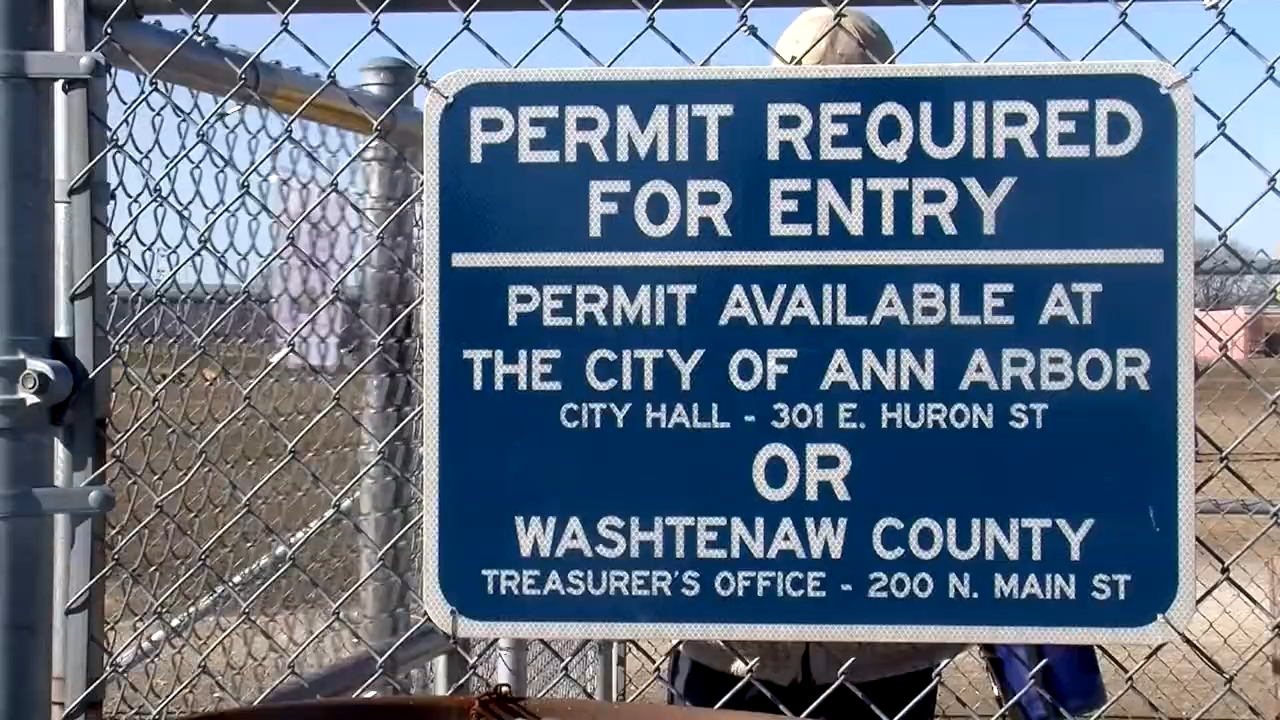 PERMIT REQUIRED
FOR ENTRY
PERMIT AVAILABLE AT
THE CITY OF ANN ARBOR
CITY HALL - 301 E. HURON ST
OR
WASHTENAW COUNTY
TREASURER'S OFFICE - 200 N. MAIN ST